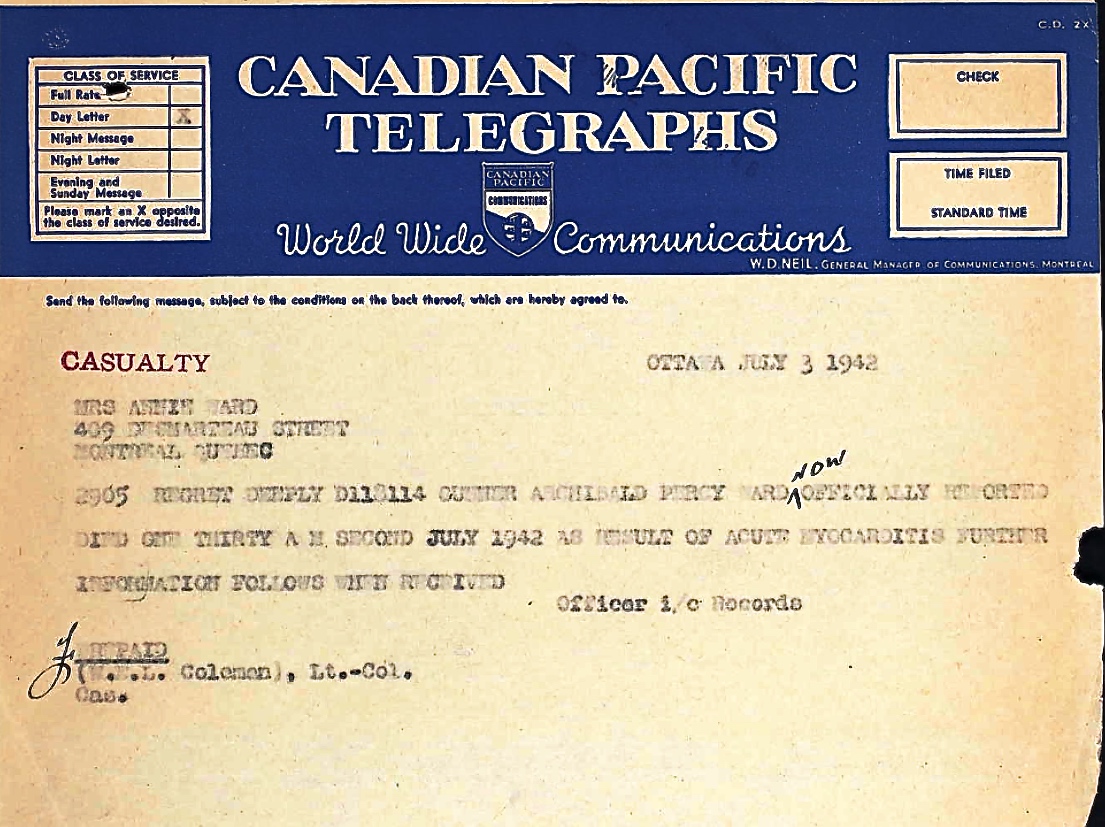 C.D. 2X
CLASS OF SERVICE
Full Rate
Day Letter X
Night Message
Night Letter
Evening and
Sunday Message
Please mark an X opposite
the class of service desired.
CANADIAN PACIFIC
TELEGRAPHS
CANADIAN
PACIFIC
COMMUNICATIONS
World Wide Communications
CHECK
TIME FILED
STANDARD TIME
W.D.NEIL, GENERAL MANAGER OF COMMUNICATIONS, MONTREAL
Send the following message, subject to the conditions on the back thereof, which are hereby agreed to.
CASUALTY
OTTAWA JULY 3 1942
MRS ANNIE WARD
409 DESMARTEAU STREET
MONTREAL QUEBEC
NOW
2965 REGRET DEEPLY D118114 GUNNER ARCHIBALD PERCY WARD OFFICIALLY REPORTED
DIED ONE THIRTY A M SECOND JULY 1942 AS RESULT OF ACUTE MYOCARDITIS FURTHER
INFORMATION FOLLOWS WHEN RECEIVED
Officer i/c Records
PREPAID
Coleman), Lt.-Col.
Cas.